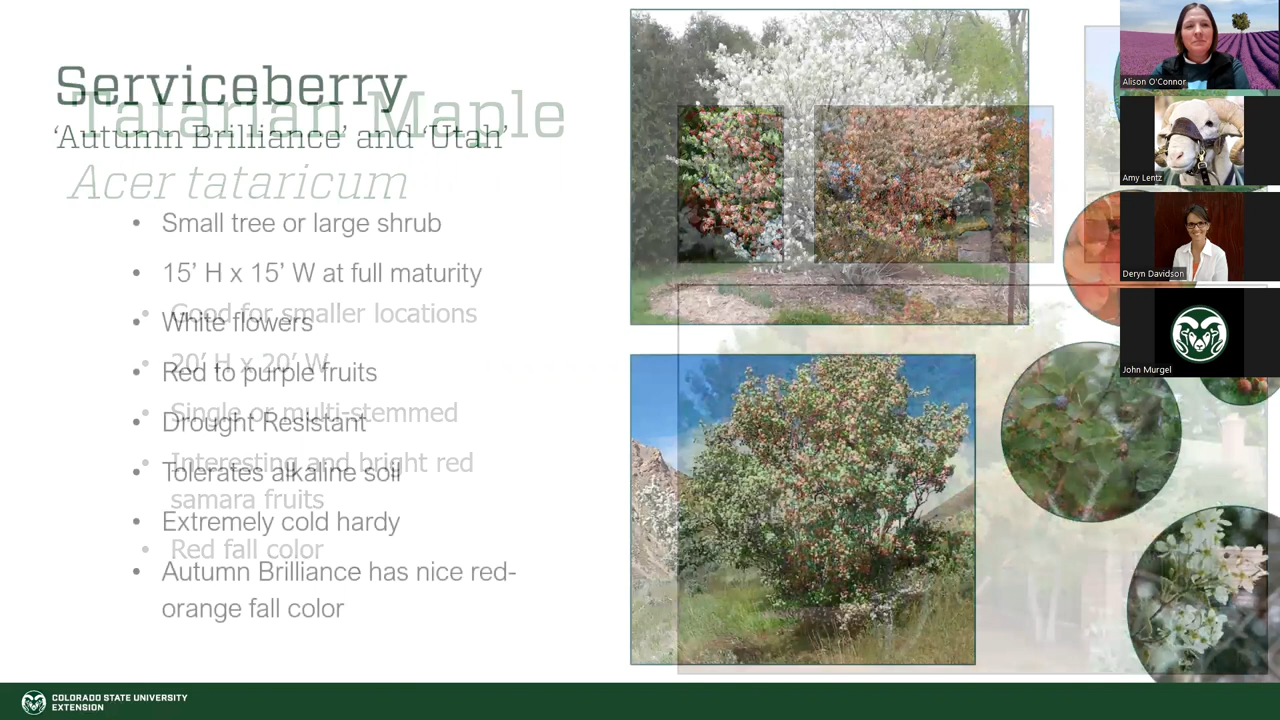 Serviceberry
Tatarian Maple
'Autumn Brilliance' and 'Utah'
Acer tataricum
• Small tree or large shrub
• 15' H x 15' W at full maturity
• Good for smaller locations
• White flowers
• 20' H x 20' W
• Red to purple fruits
• Single or multi-stemmed
• Drought Resistant
• Interesting and bright red
• Tolerates alkaline soil
samara fruits
• Extremely cold hardy
• Red fall color
• Autumn Brilliance has nice red-
orange fall color
Alison O'Connor
Amy Lentz
Deryn Davidson
John Murgel
COLORADO STATE UNIVERSITY
EXTENSION